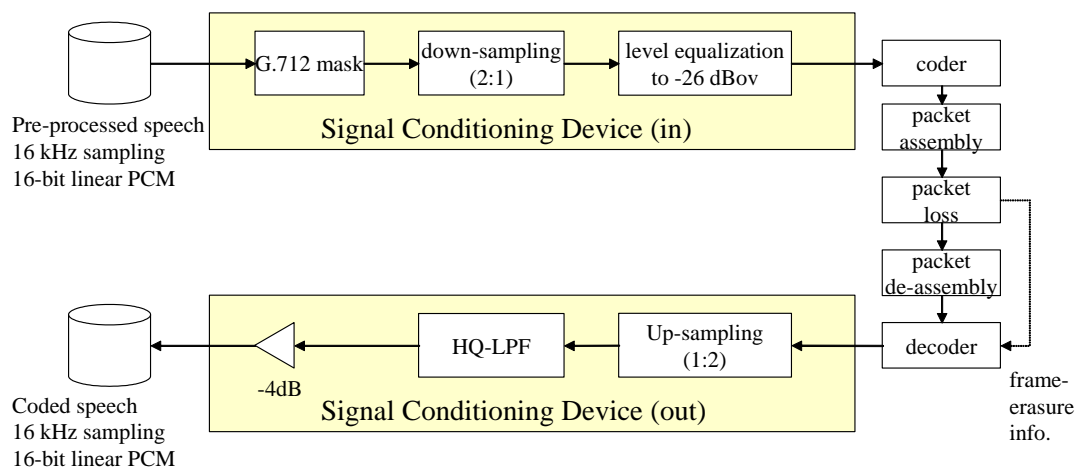 G.712 mask
down-sampling
(2:1)
level equalization
to -26 dBov
coder
Pre-processed speech
16 kHz sampling
16-bit linear PCM
Signal Conditioning Device (in)
packet
assembly
packet
loss
packet
de-assembly
decoder
frame-
erasure
info.
Up-sampling
(1:2)
HQ-LPF
-4dB
Signal Conditioning Device (out)
Coded speech
16 kHz sampling
16-bit linear PCM